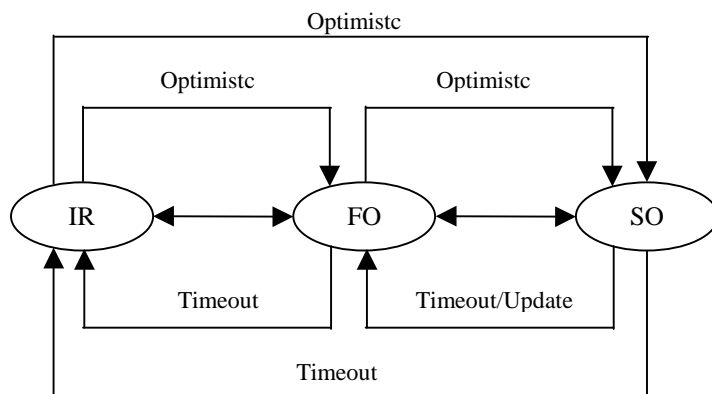 Optimistc
Optimistc
Optimistc
IR
FO
SO
Timeout
Timeout/Update
Timeout